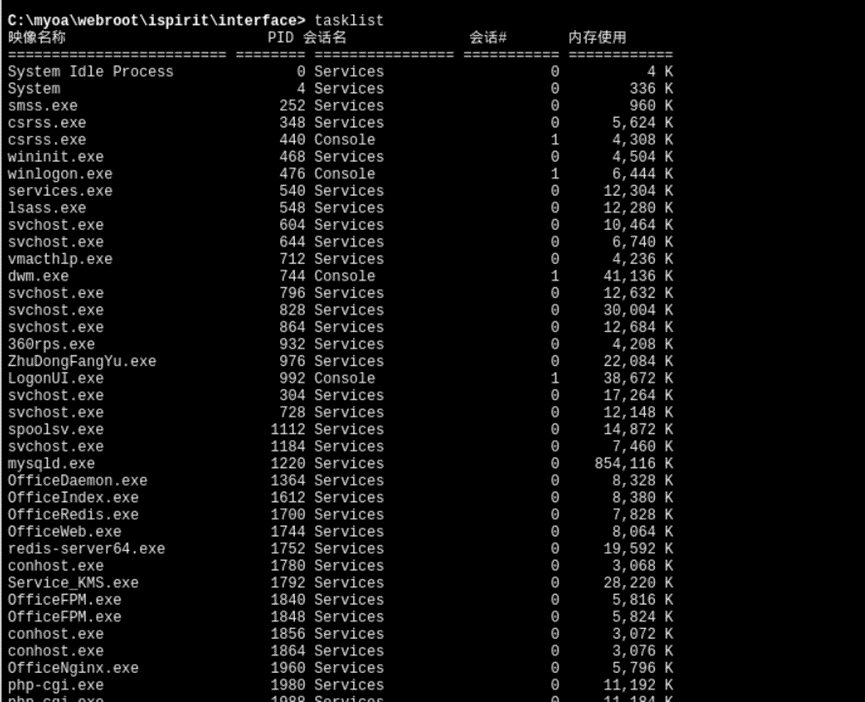 C:\myoa\webroot\ispirit\interface> tasklist
映像名称                       PID 会话名              会话#       内存使用
========================= ======== ================ =========== ============
System Idle Process              0 Services                   0          4 K
System                           4 Services                   0        336 K
smss.exe                       252 Services                   0        960 K
csrss.exe                      348 Services                   0      5,624 K
csrss.exe                      440 Console                    1      4,308 K
wininit.exe                    468 Services                   0      4,504 K
winlogon.exe                   476 Console                    1      6,444 K
services.exe                   540 Services                   0     12,304 K
lsass.exe                      548 Services                   0     12,280 K
svchost.exe                    604 Services                   0     10,464 K
svchost.exe                    644 Services                   0      6,740 K
vmacthlp.exe                   712 Services                   0      4,236 K
dwm.exe                        744 Console                    1     41,136 K
svchost.exe                    796 Services                   0     12,632 K
svchost.exe                    828 Services                   0     30,004 K
svchost.exe                    864 Services                   0     12,684 K
360rps.exe                     932 Services                   0      4,208 K
ZhuDongFangYu.exe              976 Services                   0     22,084 K
LogonUI.exe                    992 Console                    1     38,672 K
svchost.exe                    304 Services                   0     17,264 K
svchost.exe                    728 Services                   0     12,148 K
spoolsv.exe                   1112 Services                   0     14,872 K
svchost.exe                   1184 Services                   0      7,460 K
mysqld.exe                    1220 Services                   0    854,116 K
OfficeDaemon.exe              1364 Services                   0      8,328 K
OfficeIndex.exe               1612 Services                   0      8,380 K
OfficeRedis.exe               1700 Services                   0      7,828 K
OfficeWeb.exe                 1744 Services                   0      8,064 K
redis-server64.exe            1752 Services                   0     19,592 K
conhost.exe                   1780 Services                   0      3,068 K
Service_KMS.exe               1792 Services                   0     28,220 K
OfficeFPM.exe                 1840 Services                   0      5,816 K
OfficeFPM.exe                 1848 Services                   0      5,824 K
conhost.exe                   1856 Services                   0      3,072 K
conhost.exe                   1864 Services                   0      3,076 K
OfficeNginx.exe               1960 Services                   0      5,796 K
php-cgi.exe                   1980 Services                   0     11,192 K
php-cgi.exe                   1988 Services                   0     11,184 K